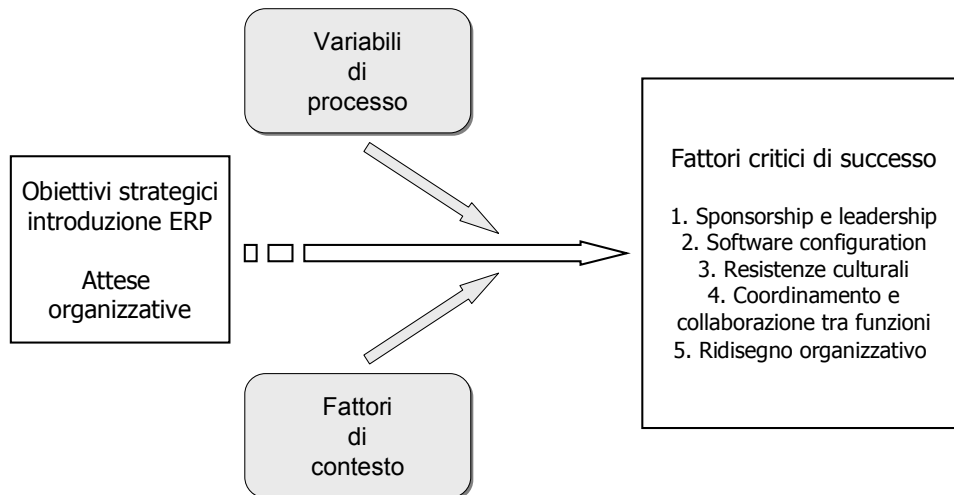 Variabili
di
processo
Obiettivi strategici
introduzione ERP
Attese
organizzative
Fattori critici di successo
1. Sponsorship e leadership
2. Software configuration
3. Resistenze culturali
4. Coordinamento e
collaborazione tra funzioni
5. Ridisegno organizzativo
Fattori
di
contesto